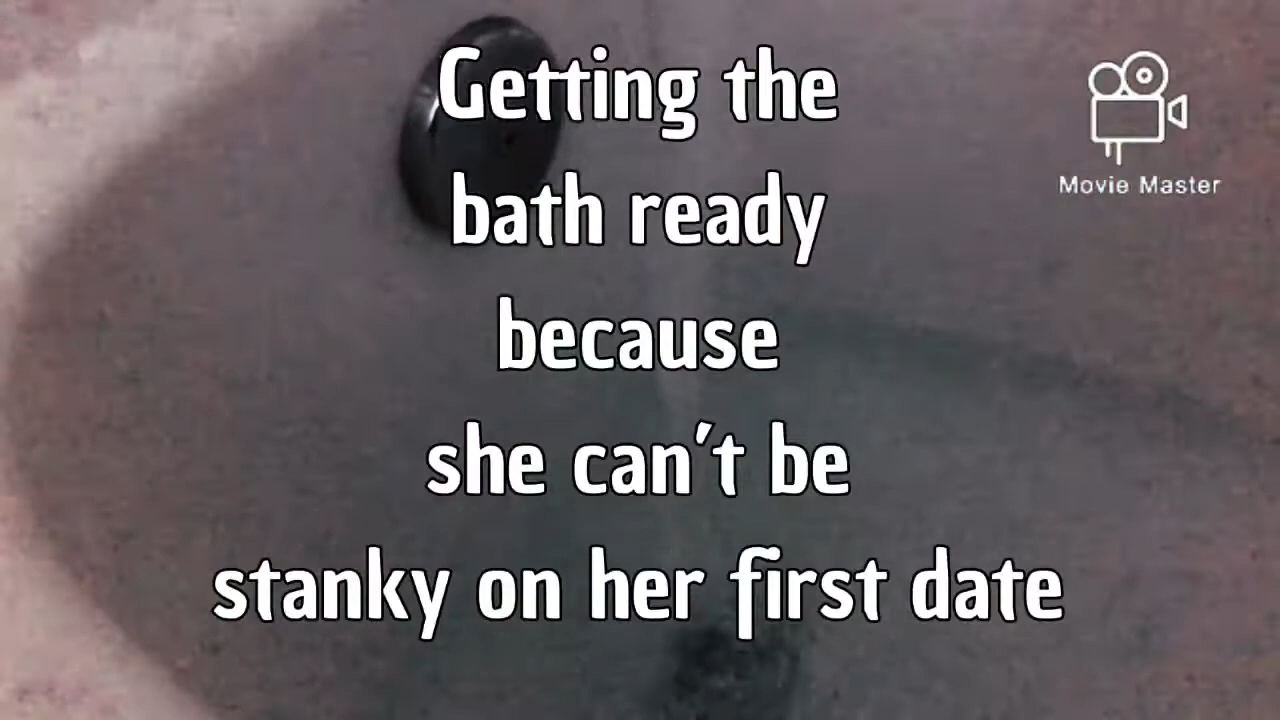 Getting the
bath ready
because
she can't be
stanky on her first date
Movie Master